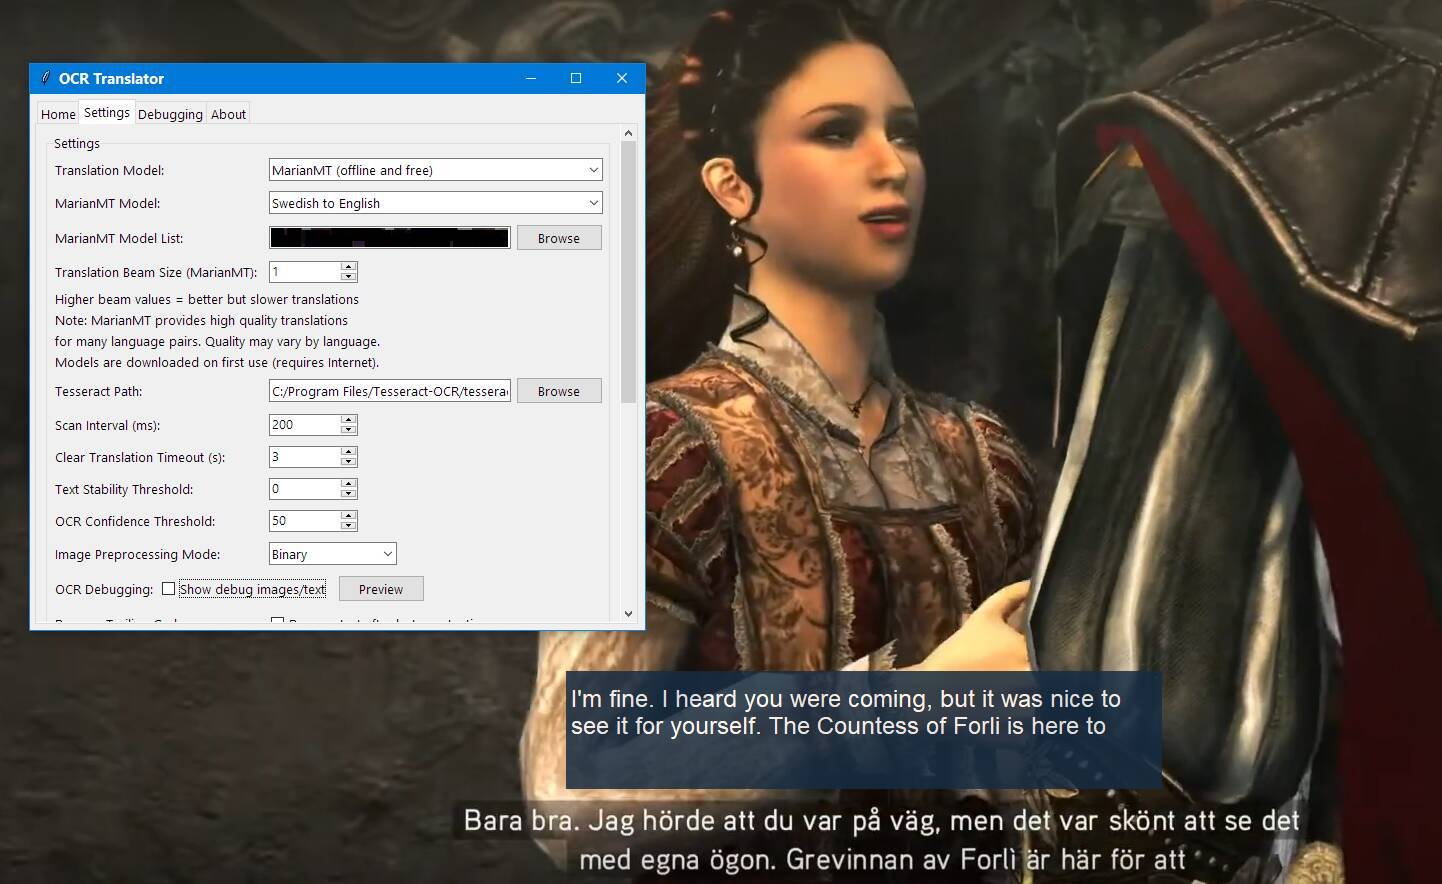 OCR Translator
Home Settings Debugging About
Settings
Translation Model: MarianMT (offline and free)
MarianMT Model: Swedish to English
MarianMT Model List: Browse
Translation Beam Size (MarianMT): 1
Higher beam values = better but slower translations
Note: MarianMT provides high quality translations
for many language pairs. Quality may vary by language.
Models are downloaded on first use (requires Internet).
Tesseract Path: C:/Program Files/Tesseract-OCR/tesserac Browse
Scan Interval (ms): 200
Clear Translation Timeout (s): 3
Text Stability Threshold: 0
OCR Confidence Threshold: 50
Image Preprocessing Mode: Binary
OCR Debugging: Show debug images/text Preview
I'm fine. I heard you were coming, but it was nice to
see it for yourself. The Countess of Forli is here to
Bara bra. Jag hörde att du var på väg, men det var skönt att se det
med egna ögon. Grevinnan av Forlì är här för att